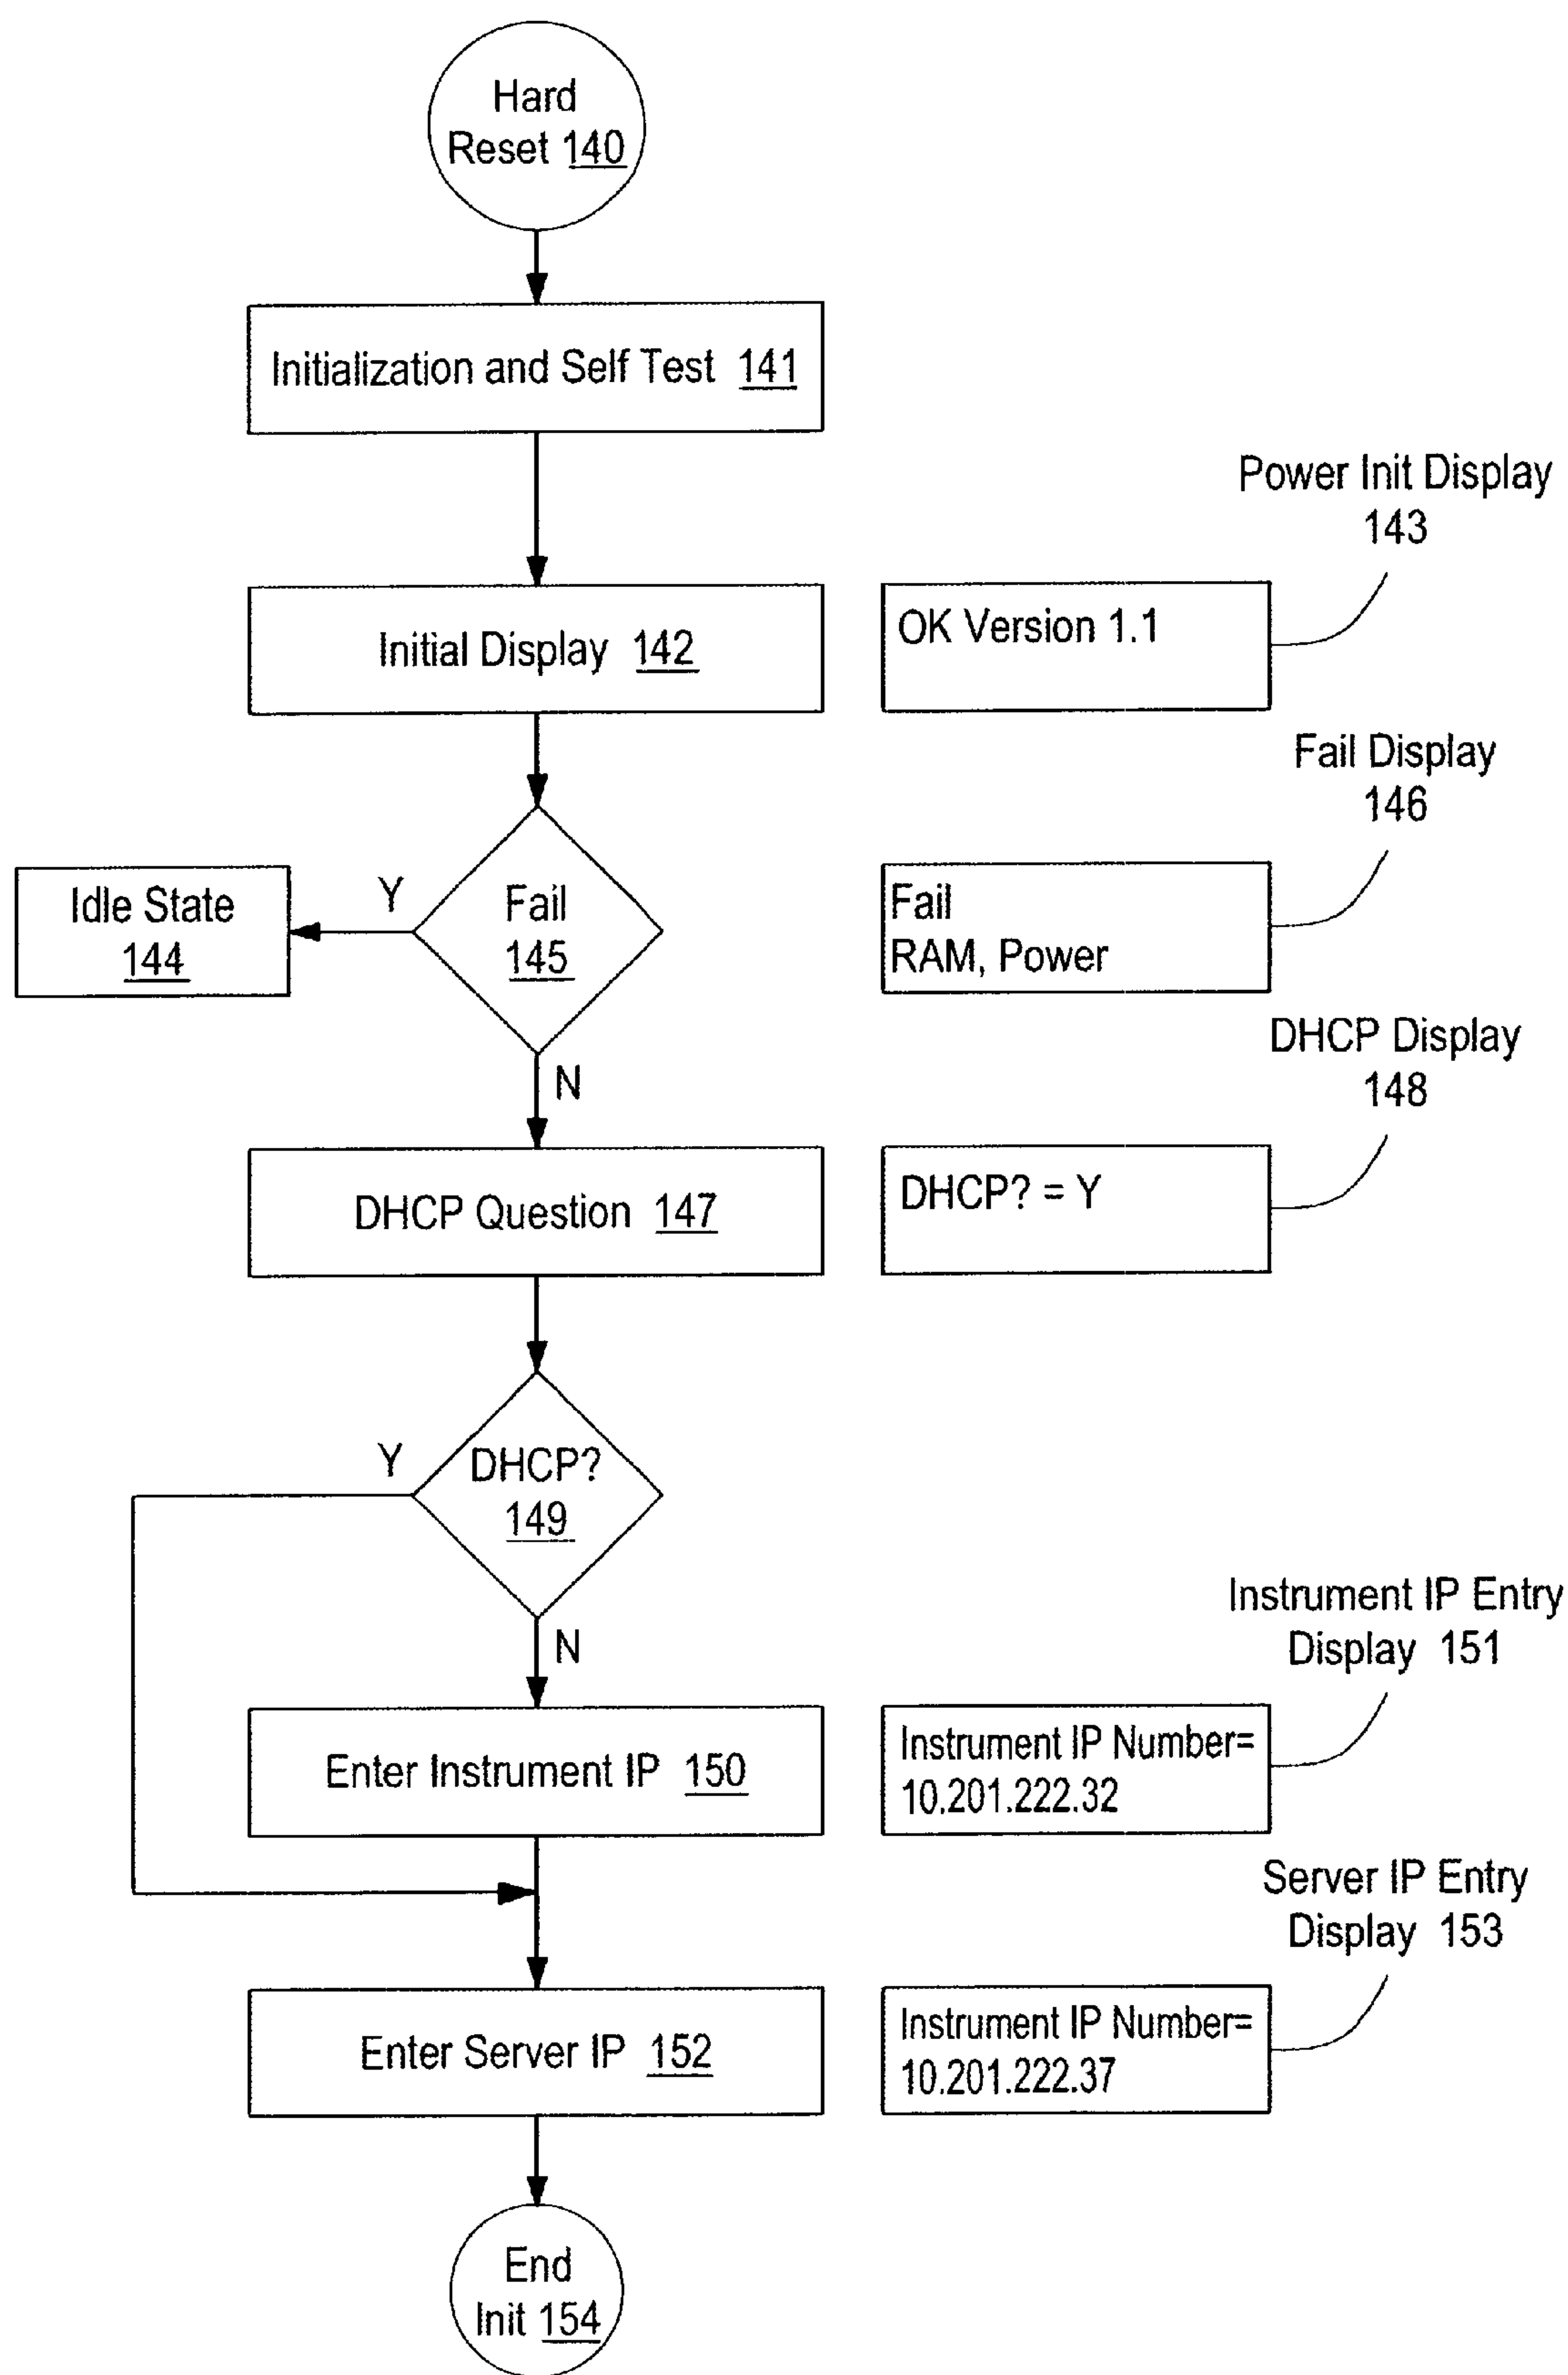 Hard
Reset 140
Initialization and Self Test 141
Power Init Display
143
Initial Display 142
OK Version 1.1
Fail Display
146
Idle State
144
Y
Fail
145
Fail
RAM, Power
N
DHCP Display
148
DHCP Question 147
DHCP? = Y
Y
DHCP?
149
N
Instrument IP Entry
Display 151
Enter Instrument IP 150
Instrument IP Number=
10.201.222.32
Server IP Entry
Display 153
Enter Server IP 152
Instrument IP Number=
10.201.222.37
End
Init 154